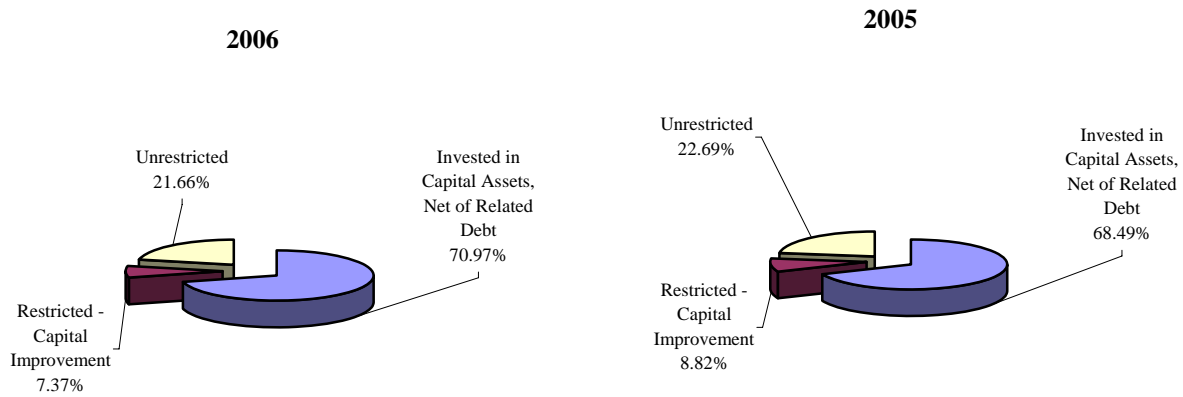 2006
Unrestricted
21.66%
Invested in
Capital Assets,
Net of Related
Debt
70.97%
Restricted -
Capital
Improvement
7.37%
2005
Unrestricted
22.69%
Invested in
Capital Assets,
Net of Related
Debt
68.49%
Restricted -
Capital
Improvement
8.82%